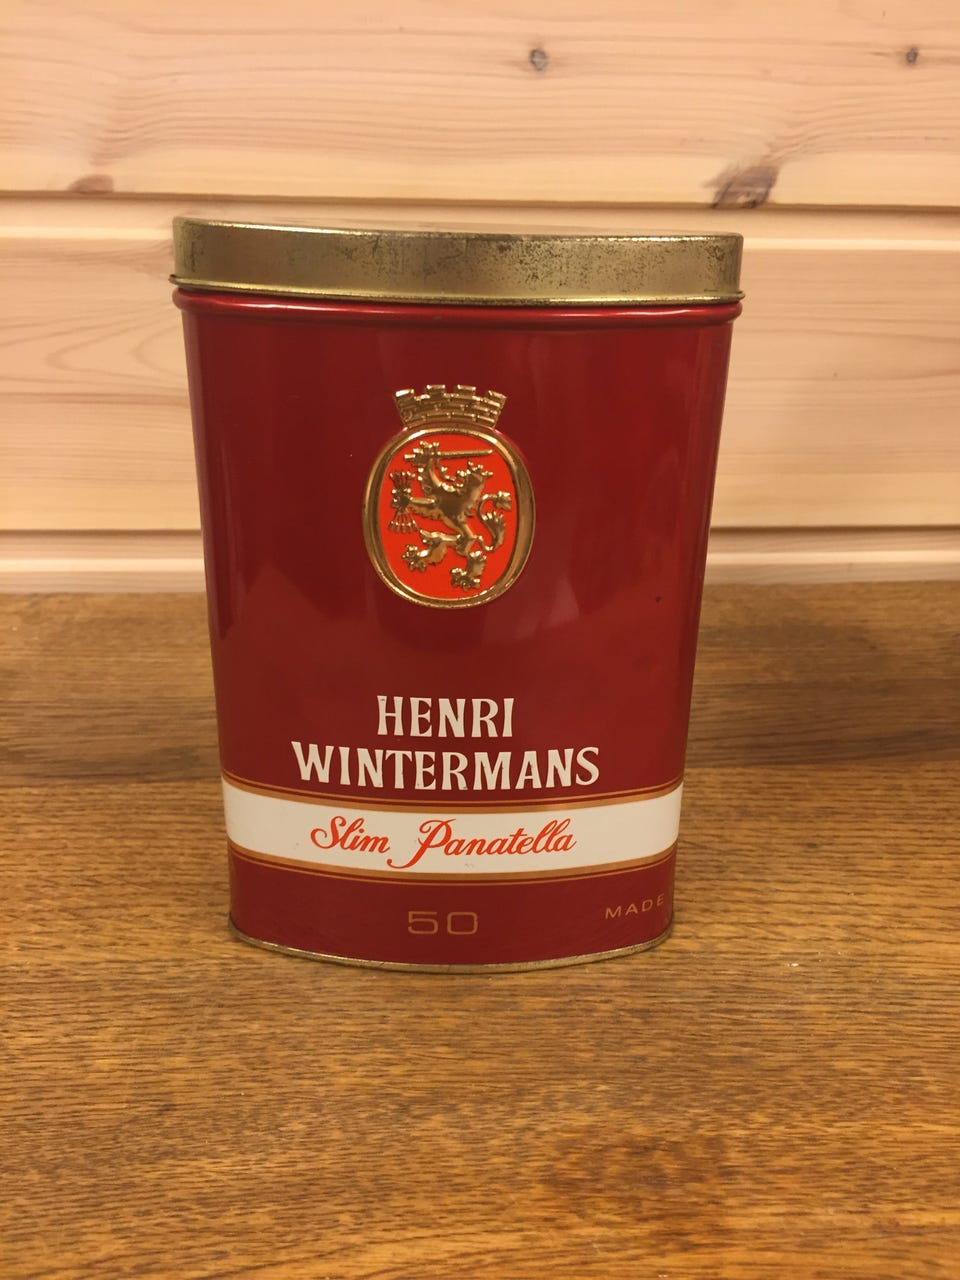 HENRI
WINTERMANS
Slim Panatella
50
MADE